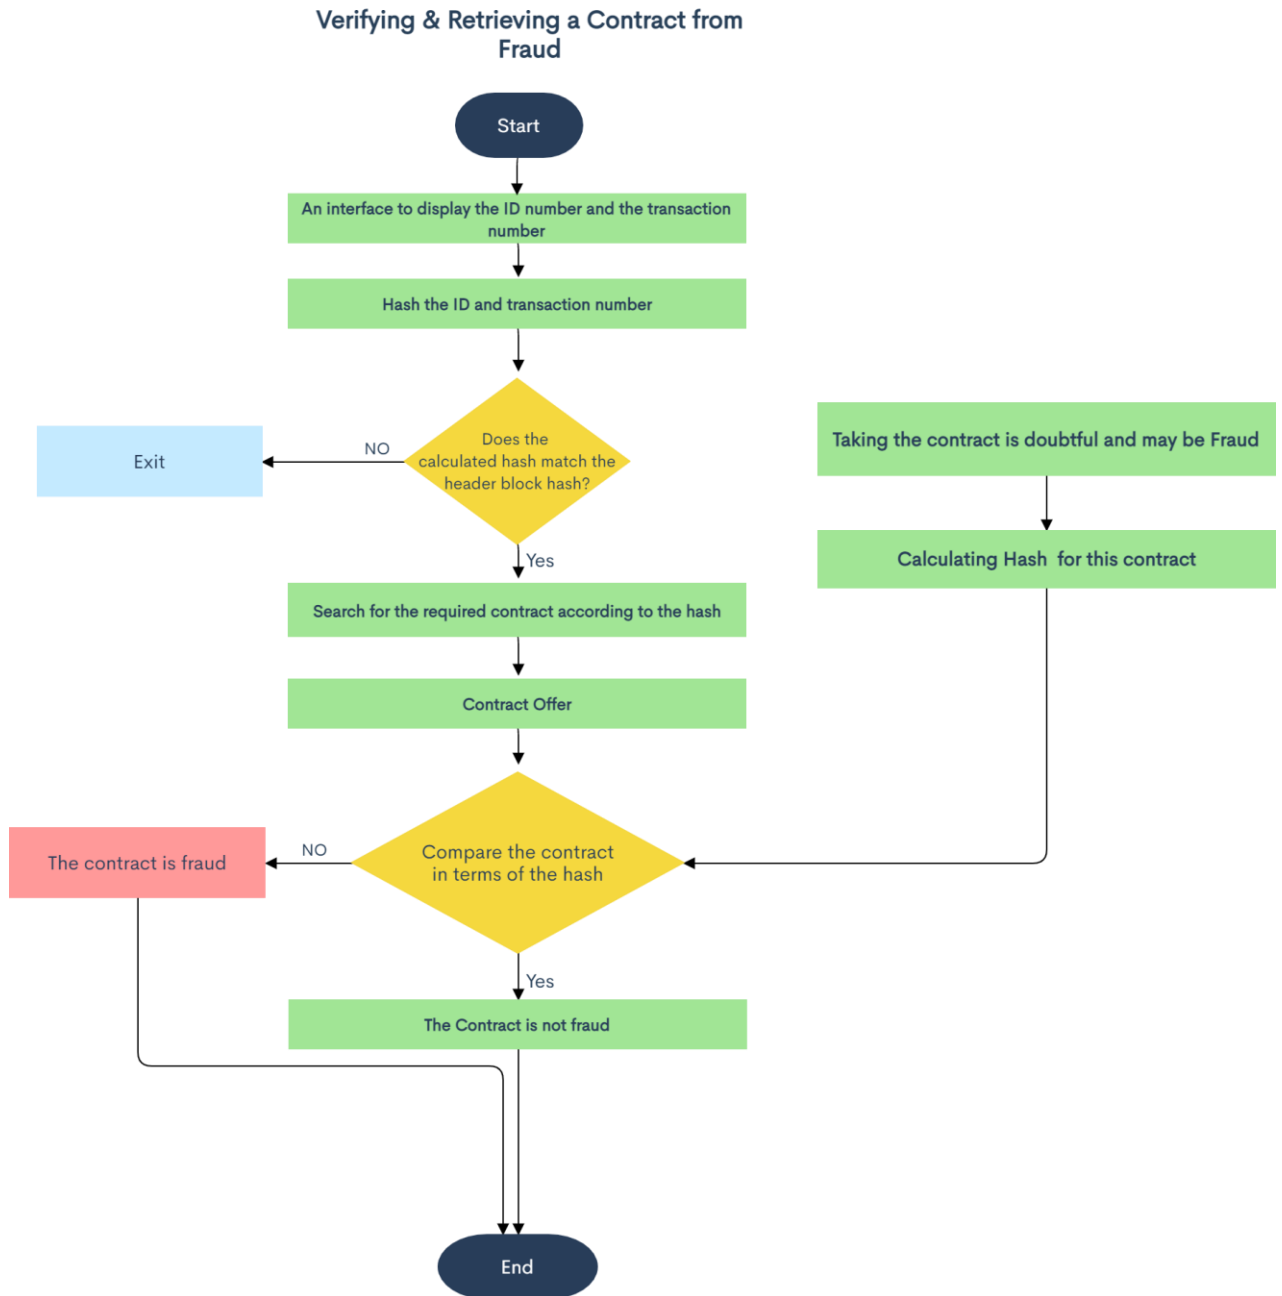 Verifying & Retrieving a Contract from
Fraud
Start
An interface to display the ID number and the transaction
number
Hash the ID and transaction number
Does the
calculated hash match the
header block hash?
NO
Exit
Yes
Taking the contract is doubtful and may be Fraud
Calculating Hash for this contract
Search for the required contract according to the hash
Contract Offer
Compare the contract
in terms of the hash
NO
The contract is fraud
Yes
The Contract is not fraud
End